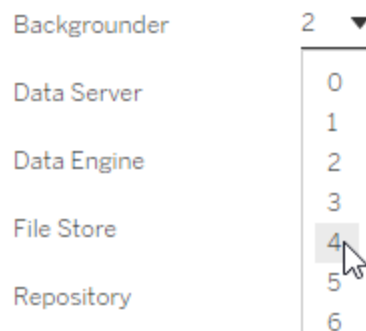 Backgrounder 2
0
Data Server
1
Data Engine 2
3
File Store
4
5
Repository
6